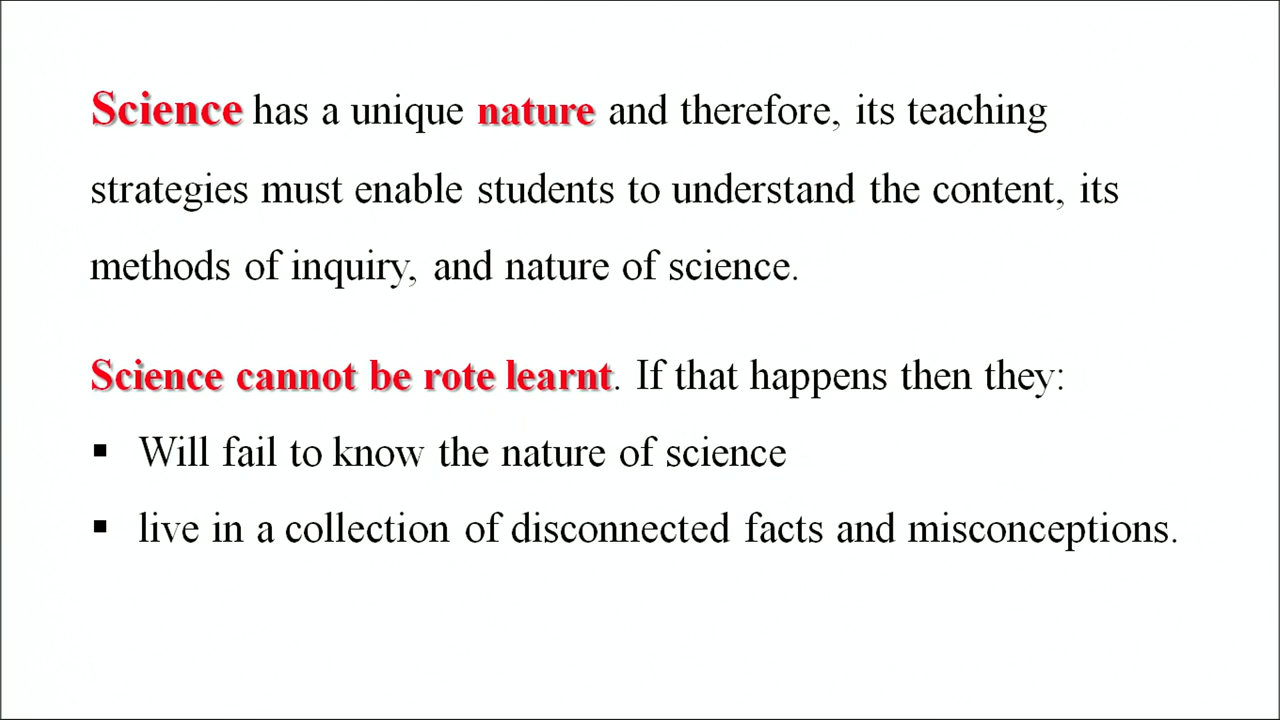 Science has a unique nature and therefore, its teaching
strategies must enable students to understand the content, its
methods of inquiry, and nature of science.
Science cannot be rote learnt. If that happens then they:
▪ Will fail to know the nature of science
▪ live in a collection of disconnected facts and misconceptions.